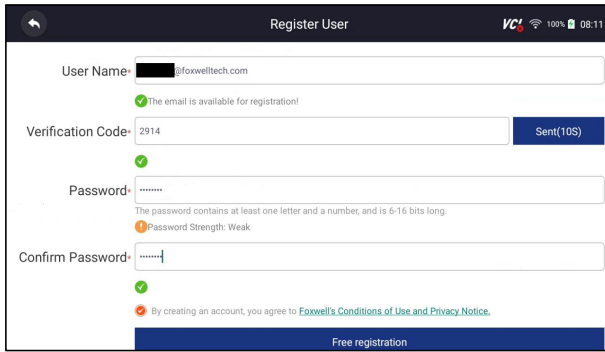 Register User
VCI 100% 08:11
User Name* @foxwelltech.com
The email is available for registration!
Verification Code* 2914 Sent(10S)
Password* ········
The password contains at least one letter and a number, and is 6-16 bits long.
Password Strength: Weak
Confirm Password* ········
By creating an account, you agree to Foxwell's Conditions of Use and Privacy Notice.
Free registration